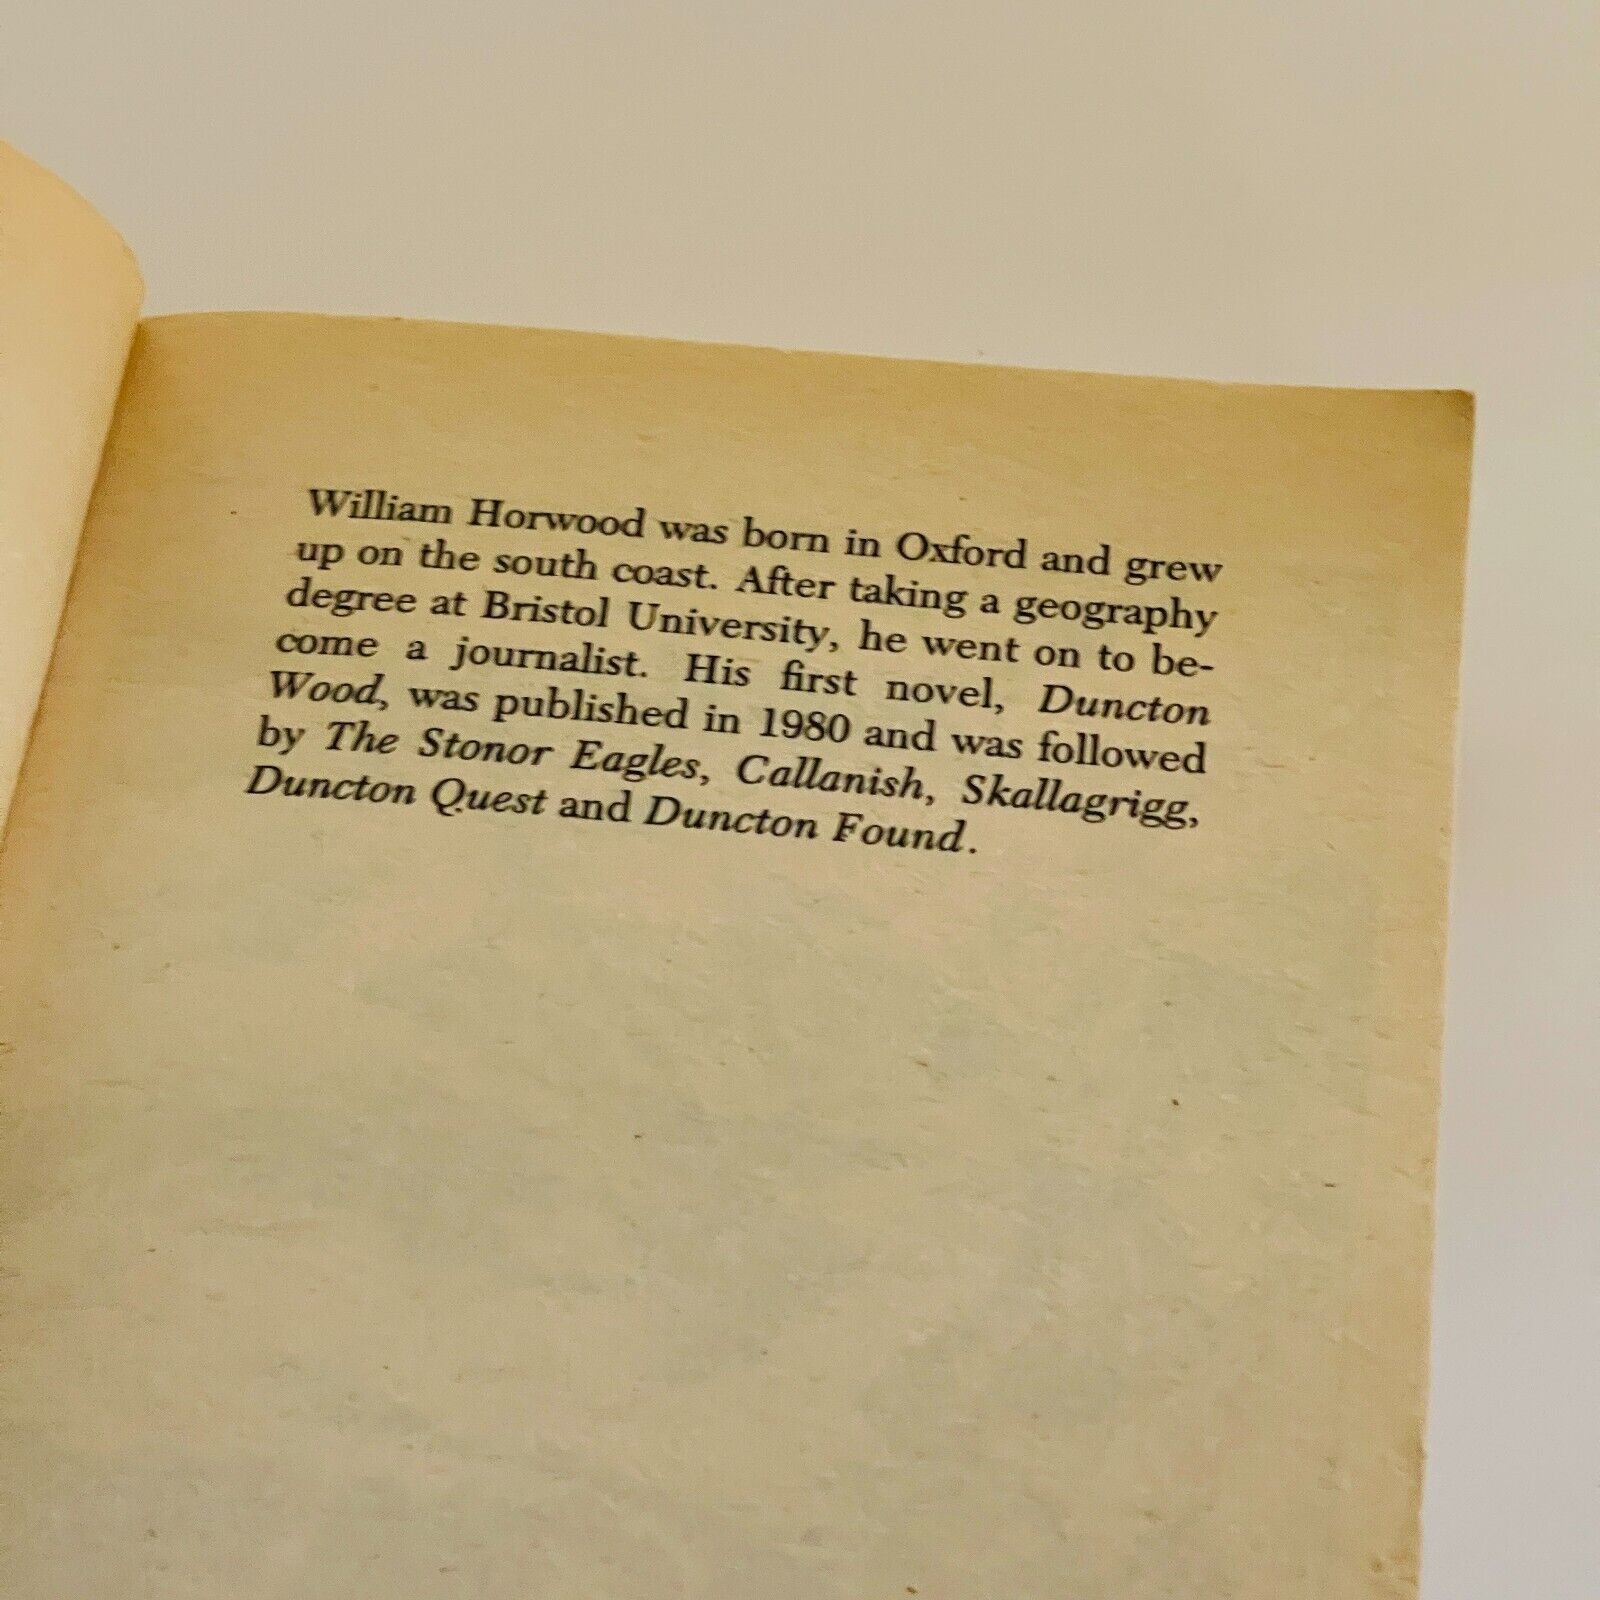 William Horwood was born in Oxford and grew
up on the south coast. After taking a geography
degree at Bristol University, he went on to be-
come a journalist. His first novel, Duncton
Wood, was published in 1980 and was followed
by The Stonor Eagles, Callanish, Skallagrigg,
Duncton Quest and Duncton Found.